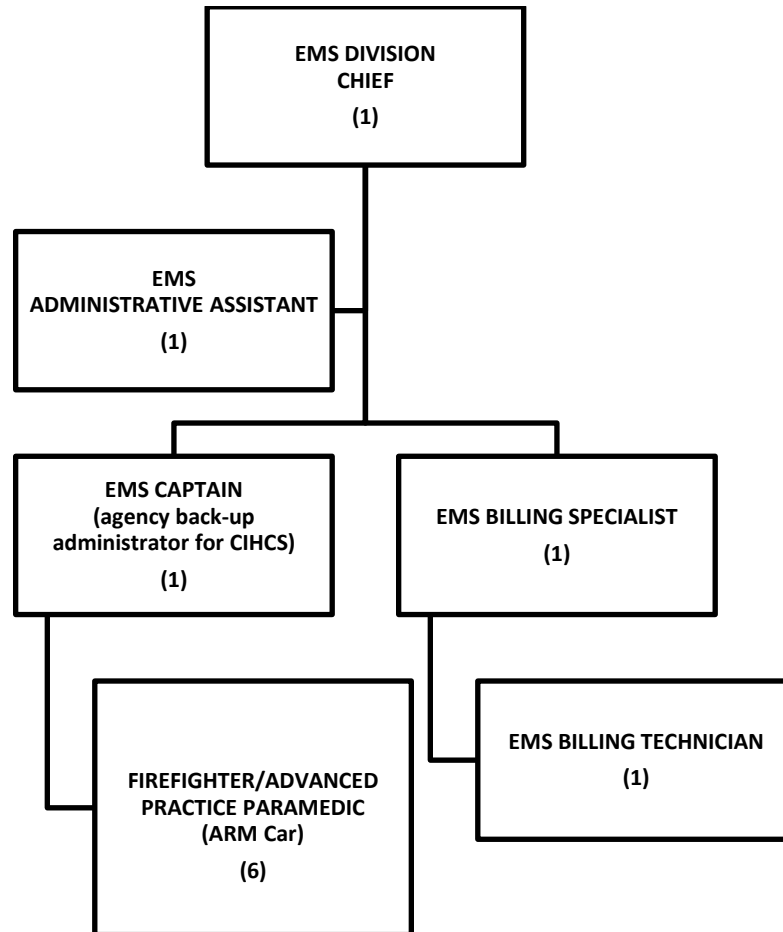 EMS DIVISION
CHIEF
(1)
EMS
ADMINISTRATIVE ASSISTANT
(1)
EMS CAPTAIN
(agency back-up
administrator for CIHCS)
(1)
EMS BILLING SPECIALIST
(1)
FIREFIGHTER/ADVANCED
PRACTICE PARAMEDIC
(ARM Car)
(6)
EMS BILLING TECHNICIAN
(1)